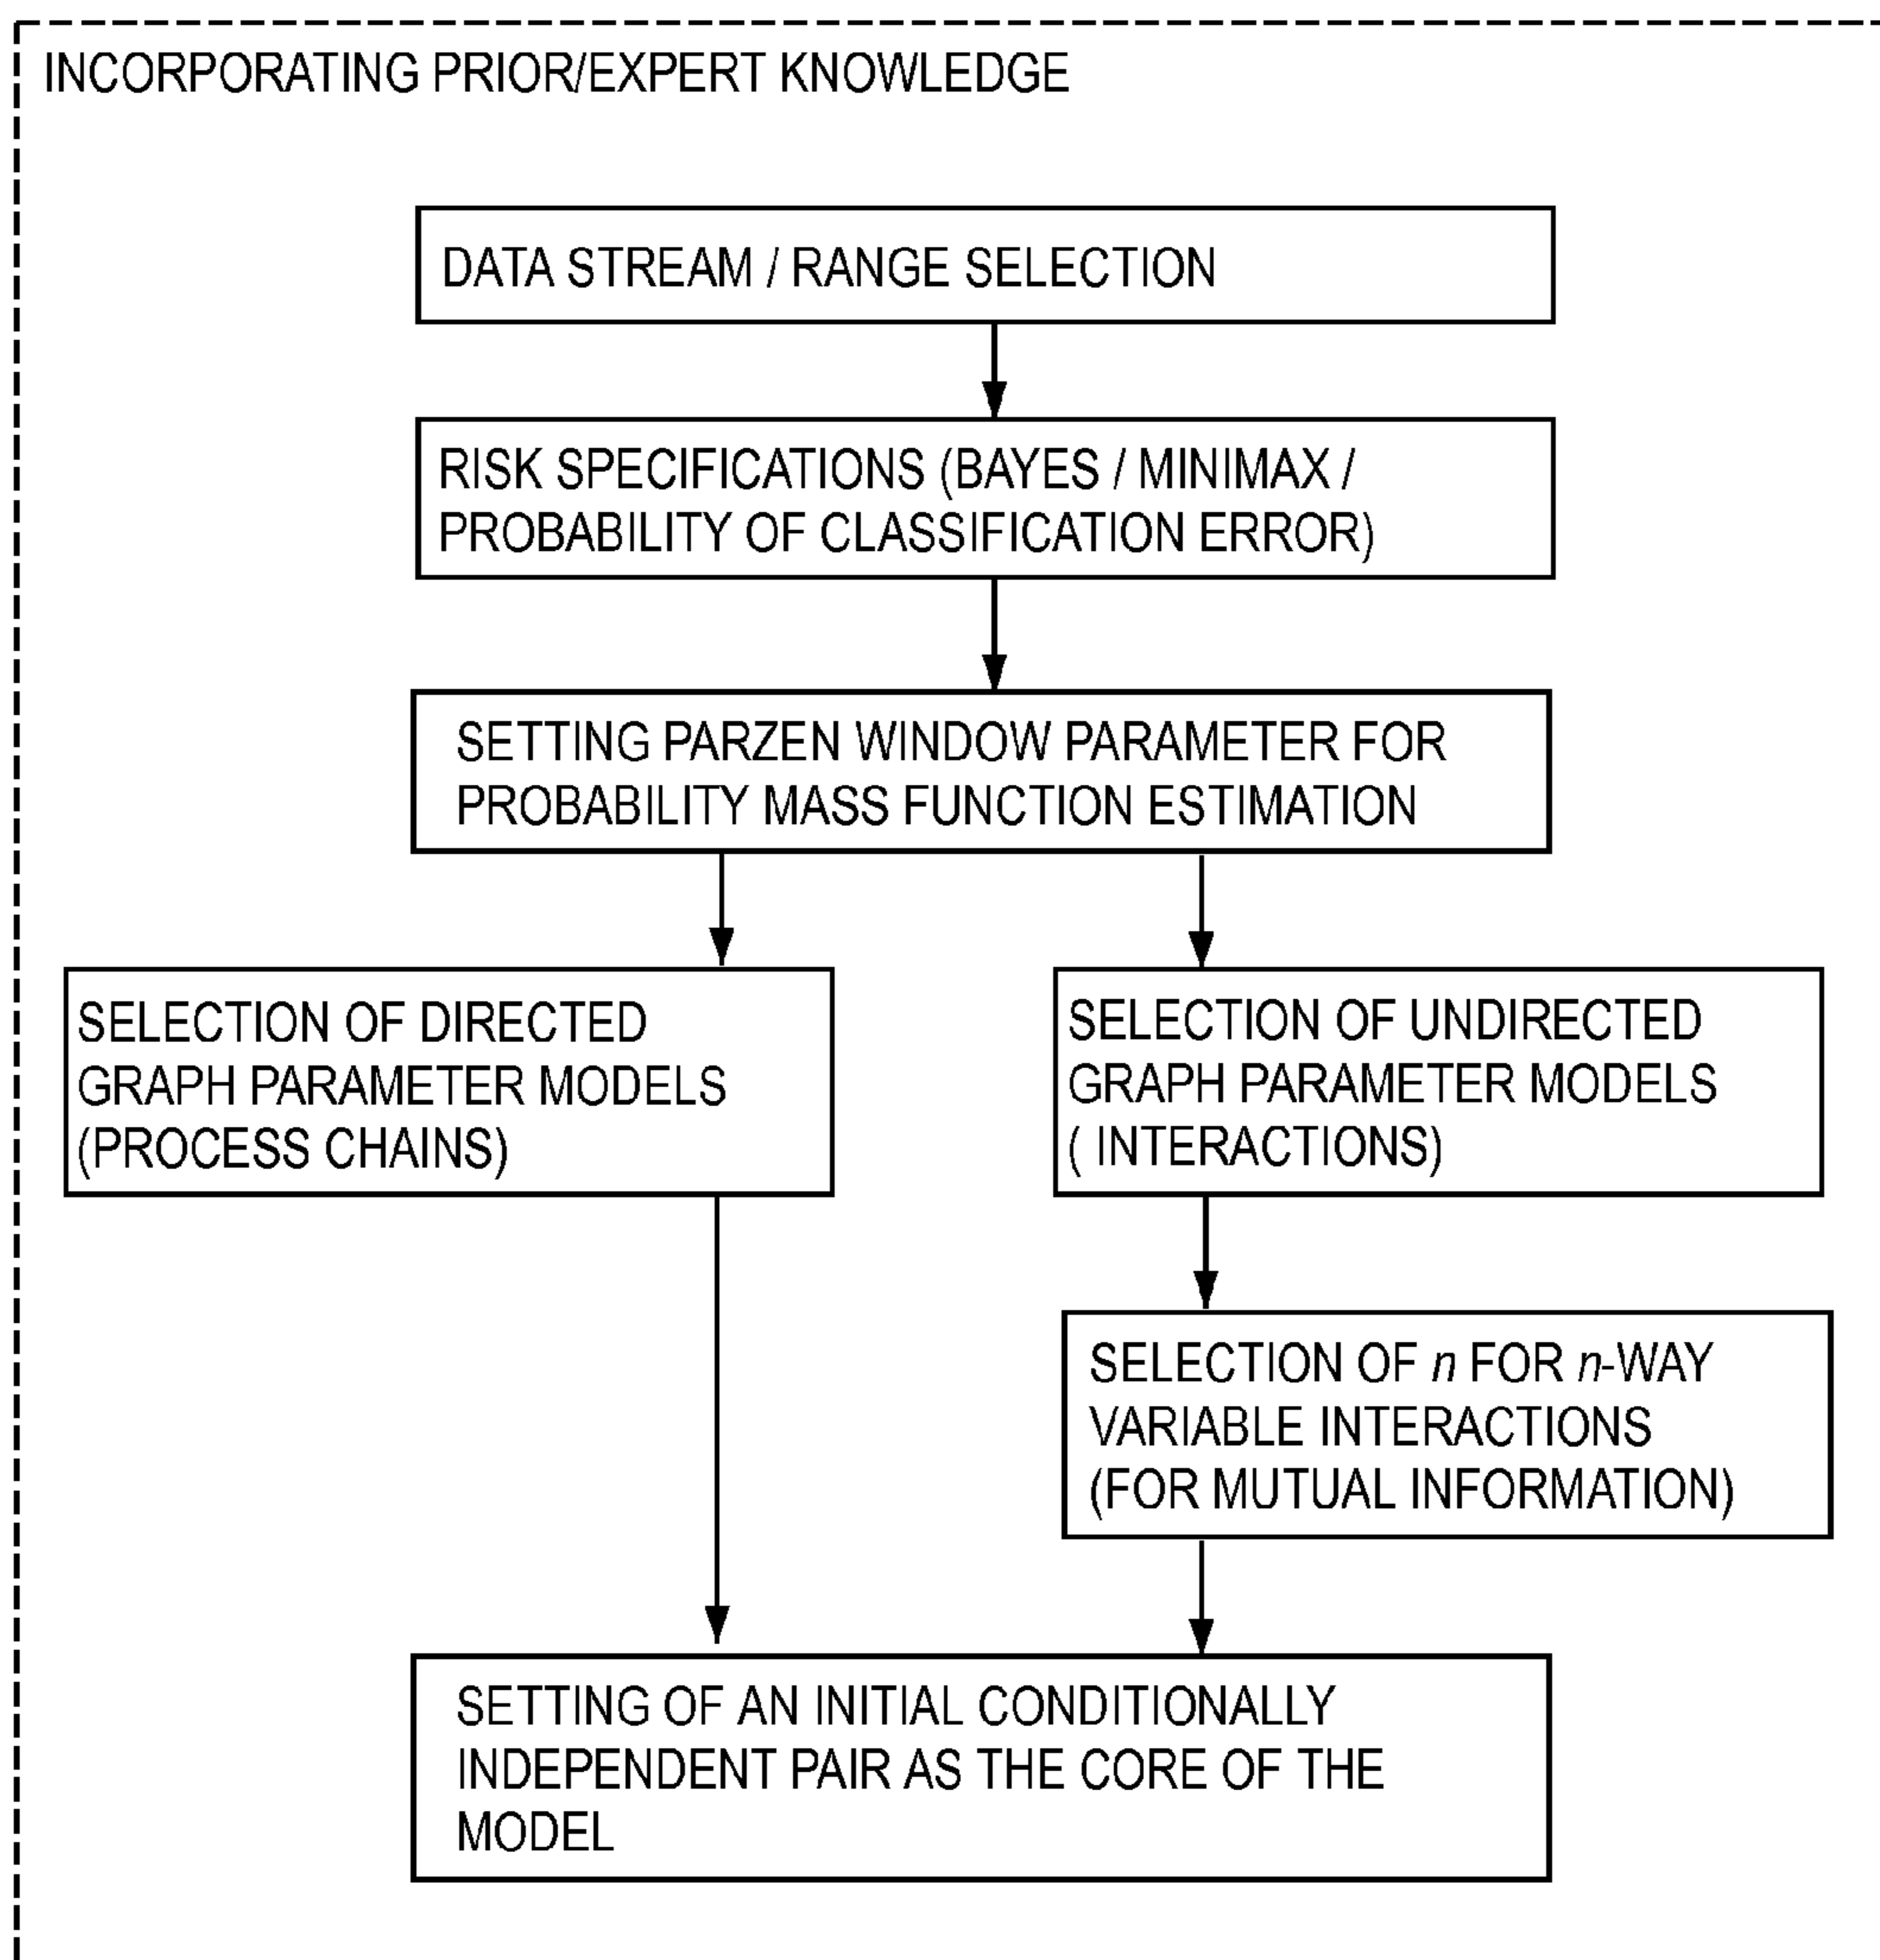 INCORPORATING PRIOR/EXPERT KNOWLEDGE
DATA STREAM / RANGE SELECTION
RISK SPECIFICATIONS (BAYES / MINIMAX /
PROBABILITY OF CLASSIFICATION ERROR)
SETTING PARZEN WINDOW PARAMETER FOR
PROBABILITY MASS FUNCTION ESTIMATION
SELECTION OF DIRECTED
GRAPH PARAMETER MODELS
(PROCESS CHAINS)
SELECTION OF UNDIRECTED
GRAPH PARAMETER MODELS
( INTERACTIONS)
SELECTION OF n FOR n-WAY
VARIABLE INTERACTIONS
(FOR MUTUAL INFORMATION)
SETTING OF AN INITIAL CONDITIONALLY
INDEPENDENT PAIR AS THE CORE OF THE
MODEL